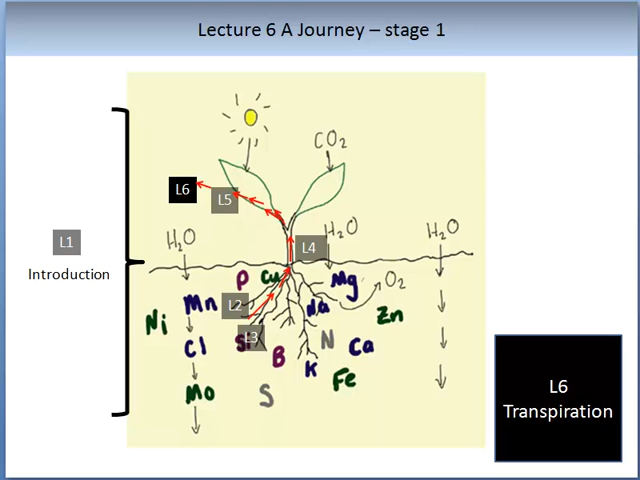 Lecture 6 A Journey – stage 1
CO2
L6
L5
L1
Introduction
H2O
L4
H2O
H2O
P
Cu
Mg
O2
Mn
L2
Na
Ni
Zn
L3
Cl
B
N
Ca
K
Fe
Mo
S
L6
Transpiration